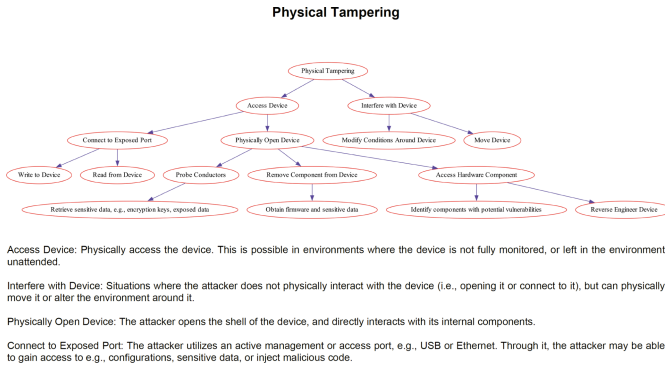 Physical Tampering
Physical Tampering
Access Device
Interfere with Device
Connect to Exposed Port
Physically Open Device
Modify Conditions Around Device
Move Device
Write to Device
Read from Device
Probe Conductors
Remove Component from Device
Access Hardware Component
Retrieve sensitive data, e.g., encryption keys, exposed data
Obtain firmware and sensitive data
Identify components with potential vulnerabilities
Reverse Engineer Device
Access Device: Physically access the device. This is possible in environments where the device is not fully monitored, or left in the environment
unattended.
Interfere with Device: Situations where the attacker does not physically interact with the device (i.e., opening it or connect to it), but can physically
move it or alter the environment around it.
Physically Open Device: The attacker opens the shell of the device, and directly interacts with its internal components.
Connect to Exposed Port: The attacker utilizes an active management or access port, e.g., USB or Ethernet. Through it, the attacker may be able
to gain access to e.g., configurations, sensitive data, or inject malicious code.